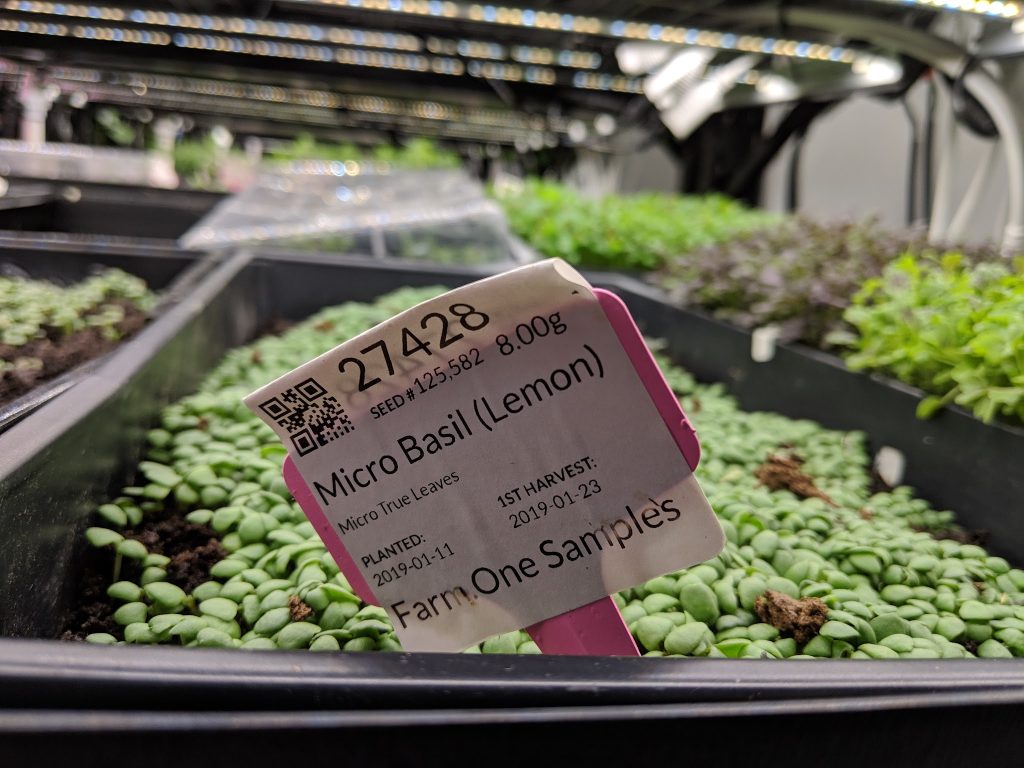 27428
SEED # 125,582 8.00g
Micro Basil (Lemon)
Micro True Leaves
PLANTED:
2019-01-11
1ST HARVEST:
2019-01-23
Farm.One Samples